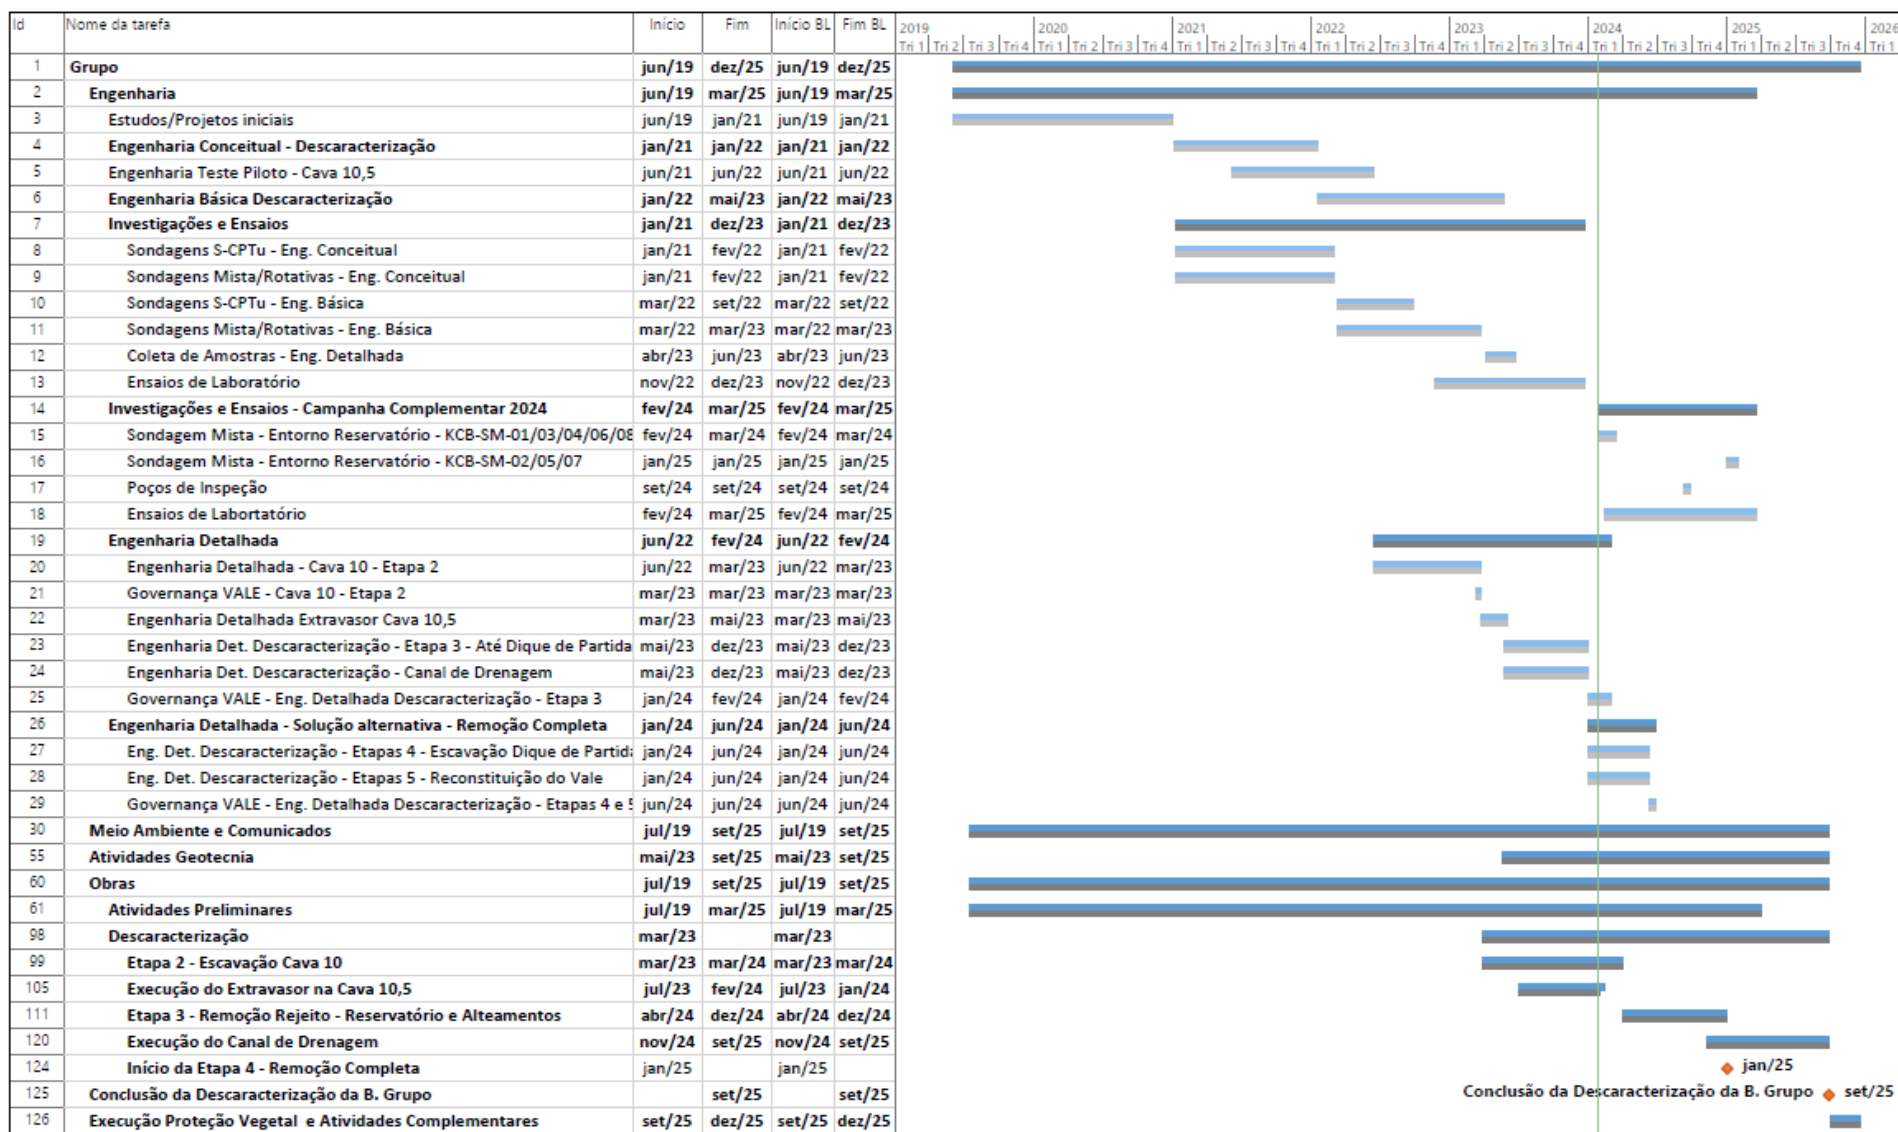 Id Nome da tarefa Início Fim Início BL Fim BL 2019 2020 2021 2022 2023 2024 2025 2026
Tri 1 Tri 2 Tri 3 Tri 4 Tri 1 Tri 2 Tri 3 Tri 4 Tri 1 Tri 2 Tri 3 Tri 4 Tri 1 Tri 2 Tri 3 Tri 4 Tri 1 Tri 2 Tri 3 Tri 4 Tri 1 Tri 2 Tri 3 Tri 4 Tri 1 Tri 2 Tri 3 Tri 4 Tri 1
1 Grupo jun/19 dez/25 jun/19 dez/25
2 Engenharia jun/19 mar/25 jun/19 mar/25
3 Estudos/Projetos iniciais jun/19 jan/21 jun/19 jan/21
4 Engenharia Conceitual - Descaracterização jan/21 jan/22 jan/21 jan/22
5 Engenharia Teste Piloto - Cava 10,5 jun/21 jun/22 jun/21 jun/22
6 Engenharia Básica Descaracterização jan/22 mai/23 jan/22 mai/23
7 Investigações e Ensaios jan/21 dez/23 jan/21 dez/23
8 Sondagens S-CPTu - Eng. Conceitual jan/21 fev/22 jan/21 fev/22
9 Sondagens Mista/Rotativas - Eng. Conceitual jan/21 fev/22 jan/21 fev/22
10 Sondagens S-CPTu - Eng. Básica mar/22 set/22 mar/22 set/22
11 Sondagens Mista/Rotativas - Eng. Básica mar/22 mar/23 mar/22 mar/23
12 Coleta de Amostras - Eng. Detalhada abr/23 jun/23 abr/23 jun/23
13 Ensaios de Laboratório nov/22 dez/23 nov/22 dez/23
14 Investigações e Ensaios - Campanha Complementar 2024 fev/24 mar/25 fev/24 mar/25
15 Sondagem Mista - Entorno Reservatório - KCB-SM-01/03/04/06/08 fev/24 mar/24 fev/24 mar/24
16 Sondagem Mista - Entorno Reservatório - KCB-SM-02/05/07 jan/25 jan/25 jan/25 jan/25
17 Poços de Inspeção set/24 set/24 set/24 set/24
18 Ensaios de Labortatório fev/24 mar/25 fev/24 mar/25
19 Engenharia Detalhada jun/22 fev/24 jun/22 fev/24
20 Engenharia Detalhada - Cava 10 - Etapa 2 jun/22 mar/23 jun/22 mar/23
21 Governança VALE - Cava 10 - Etapa 2 mar/23 mar/23 mar/23 mar/23
22 Engenharia Detalhada Extravasor Cava 10,5 mar/23 mai/23 mar/23 mai/23
23 Engenharia Det. Descaracterização - Etapa 3 - Até Dique de Partida mai/23 dez/23 mai/23 dez/23
24 Engenharia Det. Descaracterização - Canal de Drenagem mai/23 dez/23 mai/23 dez/23
25 Governança VALE - Eng. Detalhada Descaracterização - Etapa 3 jan/24 fev/24 jan/24 fev/24
26 Engenharia Detalhada - Solução alternativa - Remoção Completa jan/24 jun/24 jan/24 jun/24
27 Eng. Det. Descaracterização - Etapas 4 - Escavação Dique de Partid jan/24 jun/24 jan/24 jun/24
28 Eng. Det. Descaracterização - Etapas 5 - Reconstituição do Vale jan/24 jun/24 jan/24 jun/24
29 Governança VALE - Eng. Detalhada Descaracterização - Etapas 4 e 5 jun/24 jun/24 jun/24 jun/24
30 Meio Ambiente e Comunicados jul/19 set/25 jul/19 set/25
55 Atividades Geotecnia mai/23 set/25 mai/23 set/25
60 Obras jul/19 set/25 jul/19 set/25
61 Atividades Preliminares jul/19 mar/25 jul/19 mar/25
98 Descaracterização mar/23 mar/23
99 Etapa 2 - Escavação Cava 10 mar/23 mar/24 mar/23 mar/24
105 Execução do Extravasor na Cava 10,5 jul/23 fev/24 jul/23 jan/24
111 Etapa 3 - Remoção Rejeito - Reservatório e Alteamentos abr/24 dez/24 abr/24 dez/24
120 Execução do Canal de Drenagem nov/24 set/25 nov/24 set/25
124 Início da Etapa 4 - Remoção Completa jan/25 jan/25 jan/25
125 Conclusão da Descaracterização da B. Grupo set/25 set/25 Conclusão da Descaracterização da B. Grupo set/25
126 Execução Proteção Vegetal e Atividades Complementares set/25 dez/25 set/25 dez/25